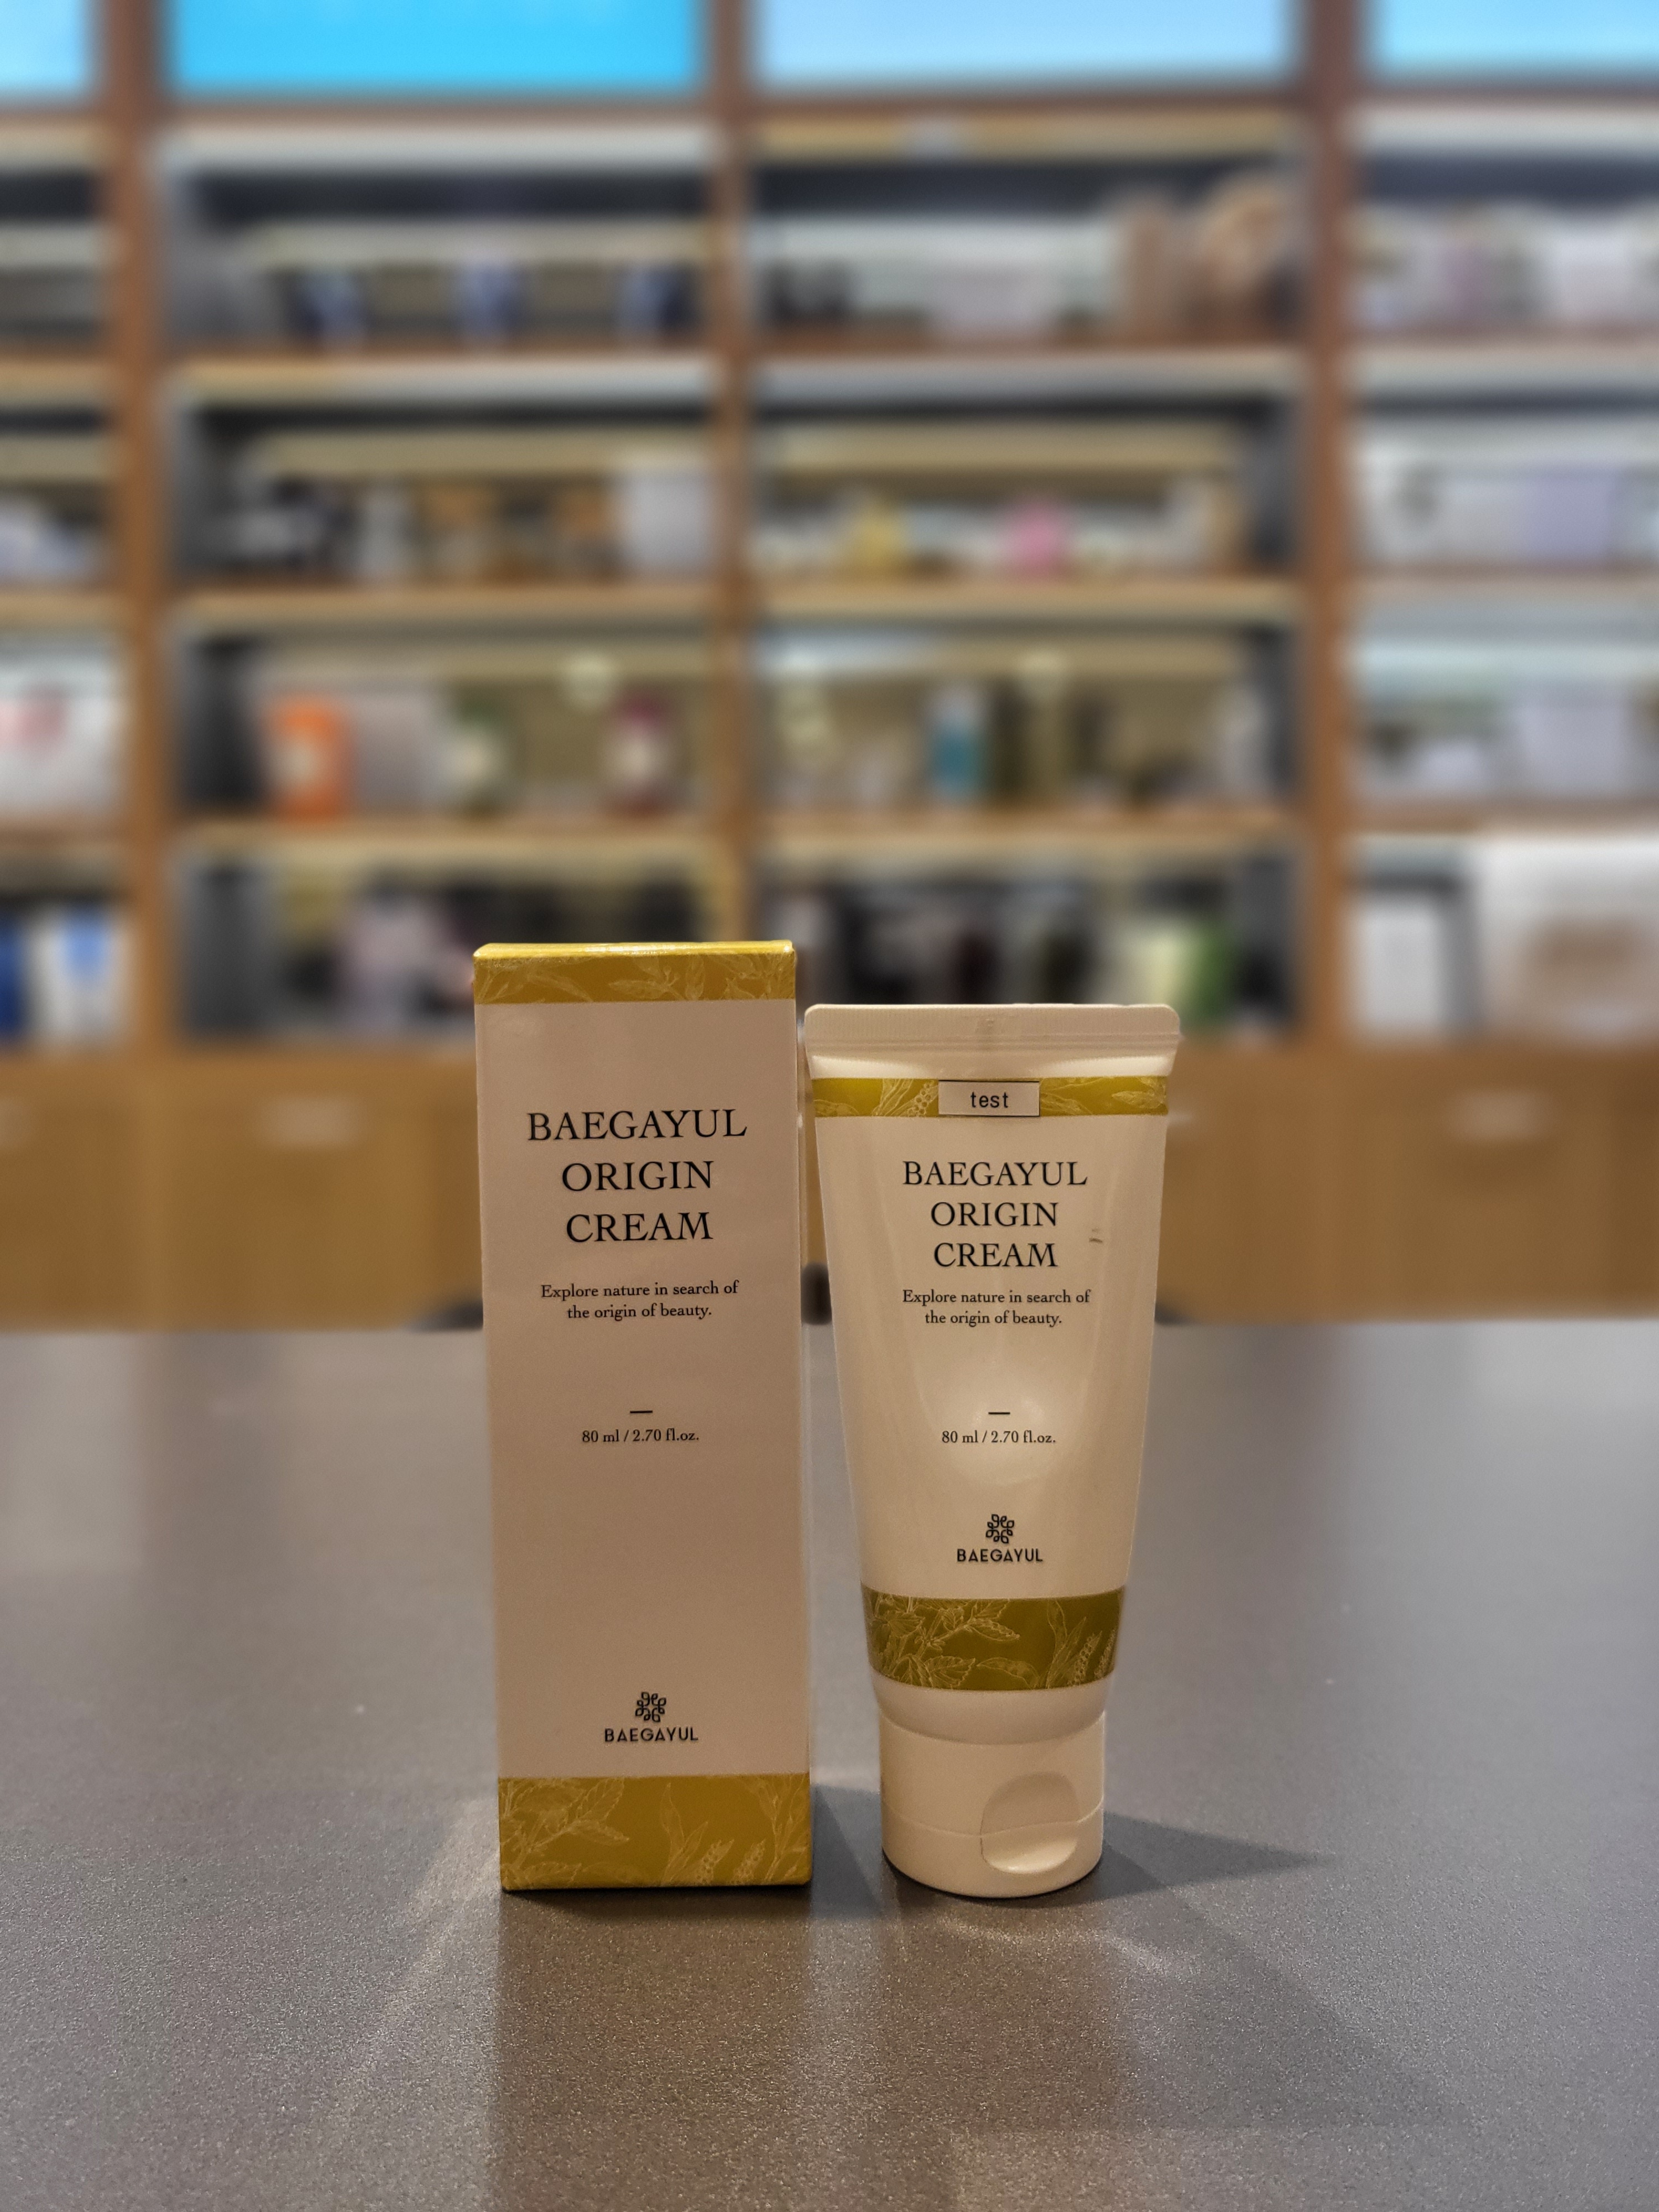 BAEGAYUL
ORIGIN
CREAM
Explore nature in search of
the origin of beauty.
80 ml / 2.70 fl.oz.
BAEGAYUL
test
BAEGAYUL
ORIGIN
CREAM
Explore nature in search of
the origin of beauty.
80 ml / 2.70 fl.oz.
BAEGAYUL